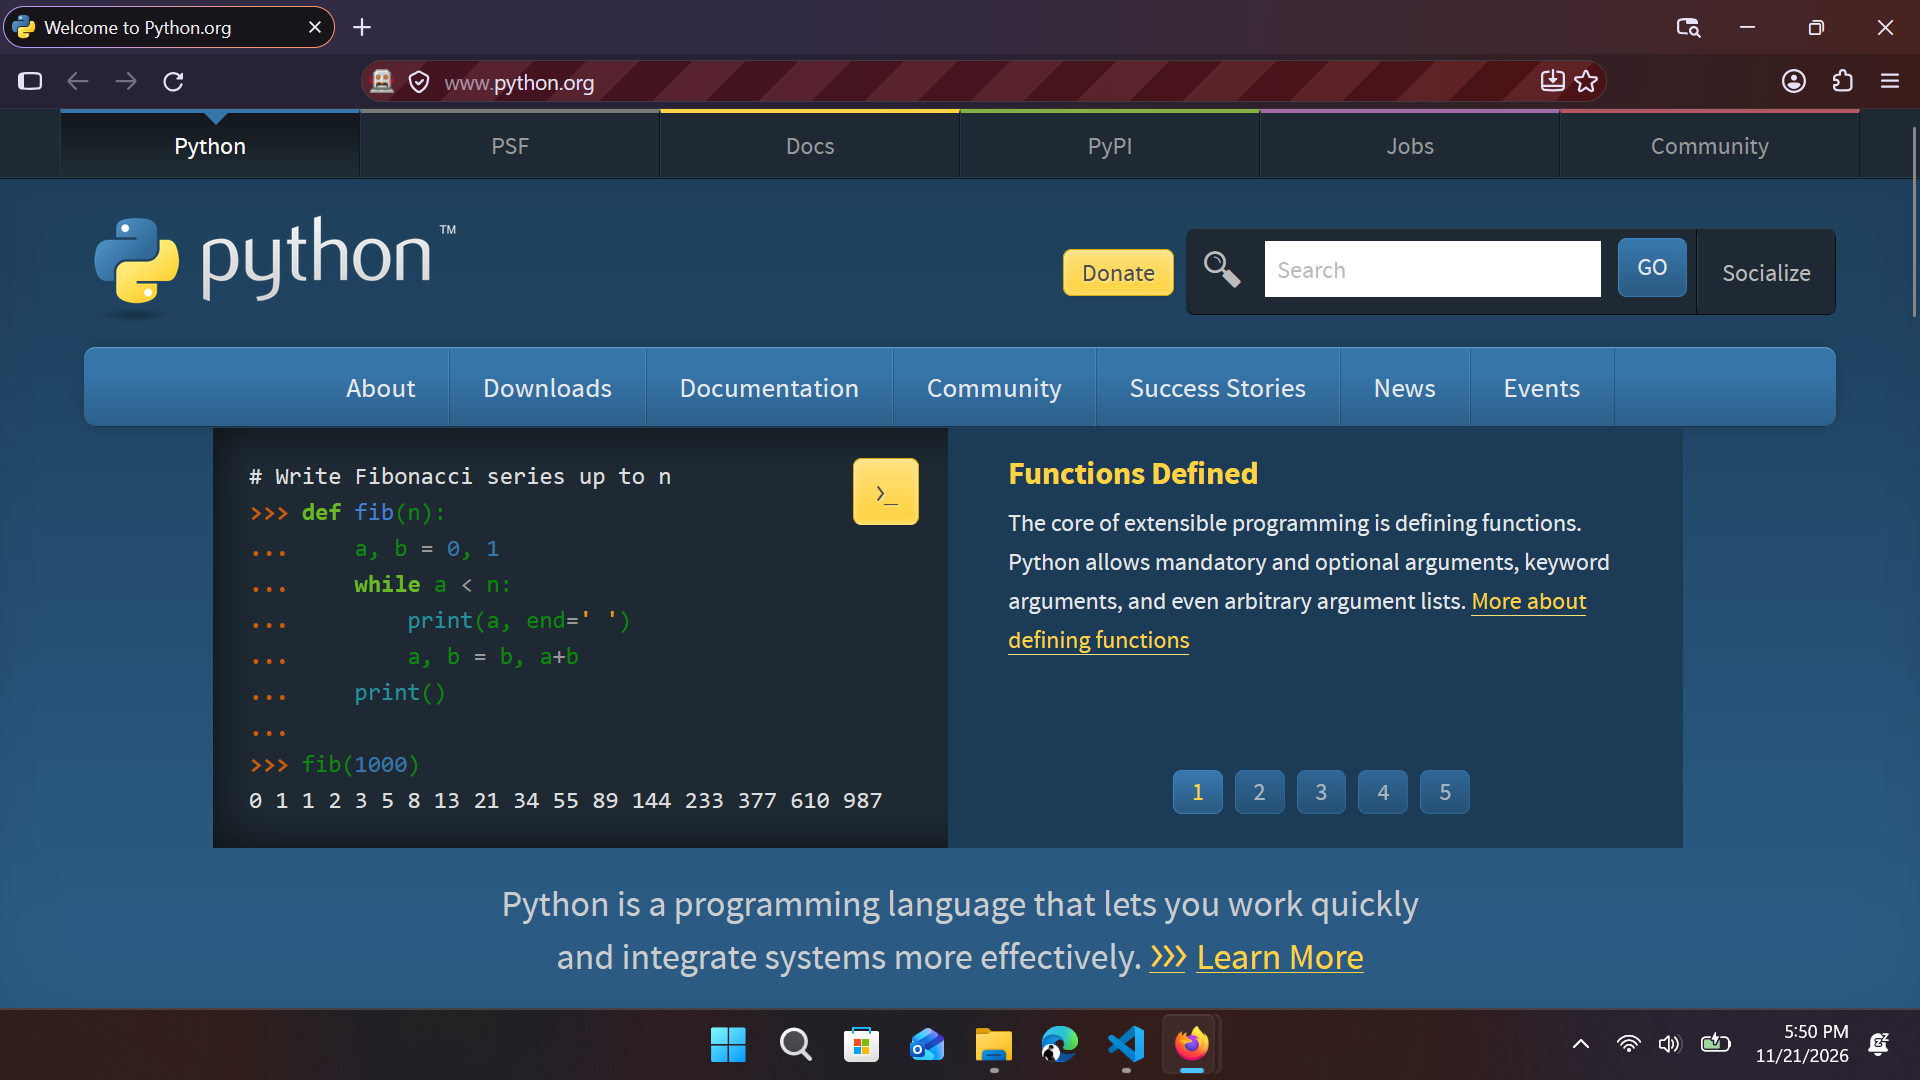 Welcome to Python.org
www.python.org
Python
PSF
Docs
PyPI
Jobs
Community
python™
Donate
Search
GO
Socialize
About
Downloads
Documentation
Community
Success Stories
News
Events
# Write Fibonacci series up to n
>>> def fib(n):
...     a, b = 0, 1
...     while a < n:
...         print(a, end=' ')
...         a, b = b, a+b
...     print()
...
>>> fib(1000)
0 1 1 2 3 5 8 13 21 34 55 89 144 233 377 610 987
>_
Functions Defined
The core of extensible programming is defining functions.
Python allows mandatory and optional arguments, keyword
arguments, and even arbitrary argument lists. More about
defining functions
1
2
3
4
5
Python is a programming language that lets you work quickly
and integrate systems more effectively. >>> Learn More
5:50 PM
11/21/2026